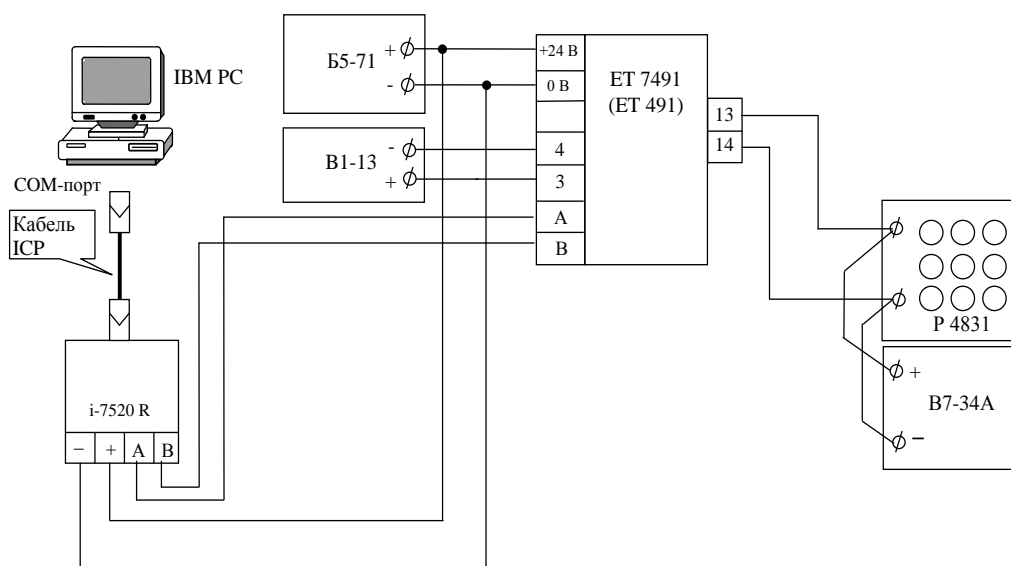 IBM PC
COM-порт
Кабель
ICP
i-7520 R
− + A B
Б5-71
+
-
В1-13
-
+
+24 В
0 В
4
3
A
B
ЕТ 7491
(ЕТ 491)
13
14
Р 4831
+
В7-34А
−